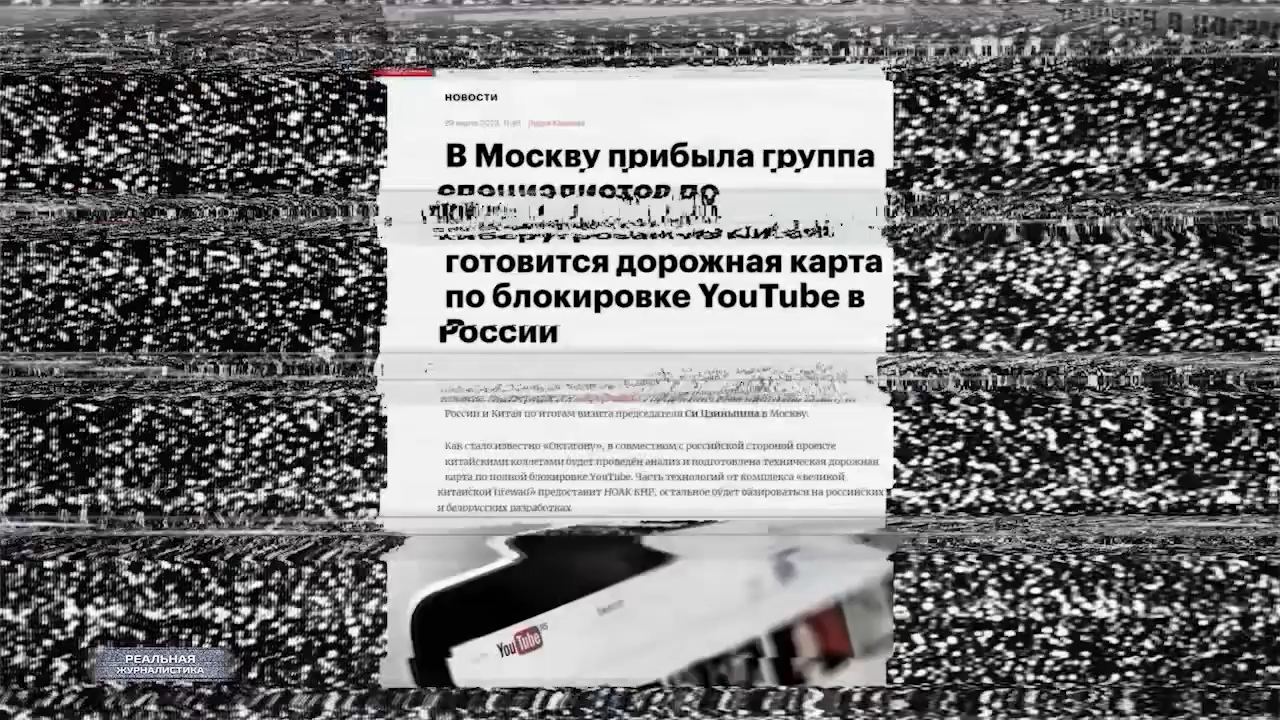 НОВОСТИ
В Москву прибыла группа
специалистов по
готовится дорожная карта
по блокировке YouTube в
России
России и Китая по итогам визита председателя Си Цзиньпина в Москву.
Как стало известно «Октагону», в совместном с российской стороной проекте
китайскими коллегами будет проведён анализ и подготовлена техническая дорожная
карта по полной блокировке YouTube. Часть технологий от комплекса «великой
китайской firewall» предоставит НОАК КНР, остальное будет базироваться на российских
и белорусских разработках.
YouTube
РЕАЛЬНАЯ
ЖУРНАЛИСТИКА